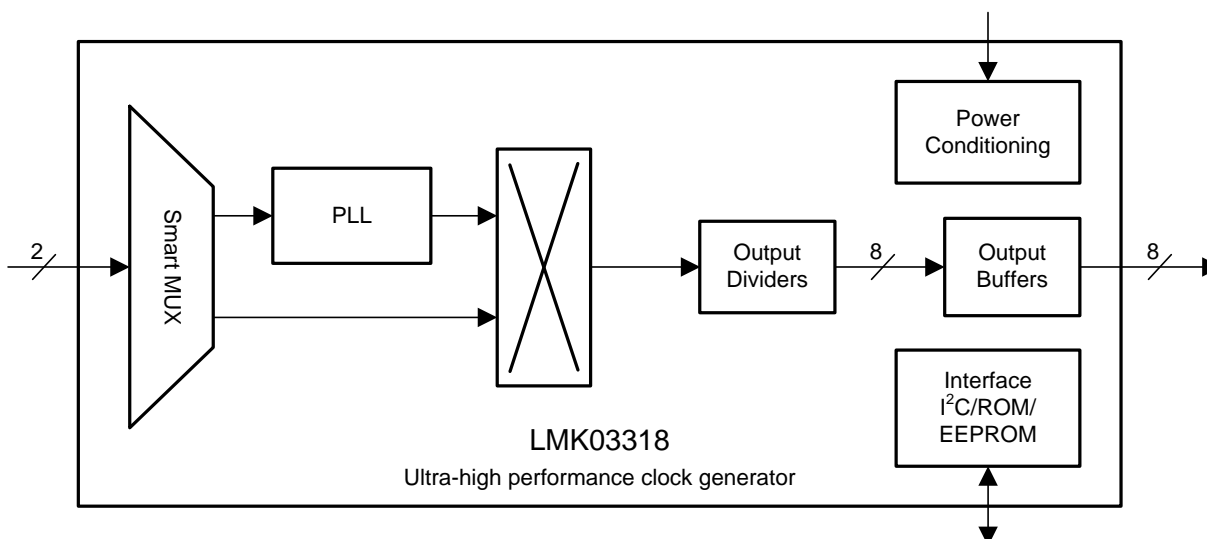 Power
Conditioning
Smart MUX
PLL
2
Output
Dividers
8
Output
Buffers
8
Interface
I²C/ROM/
EEPROM
LMK03318
Ultra-high performance clock generator